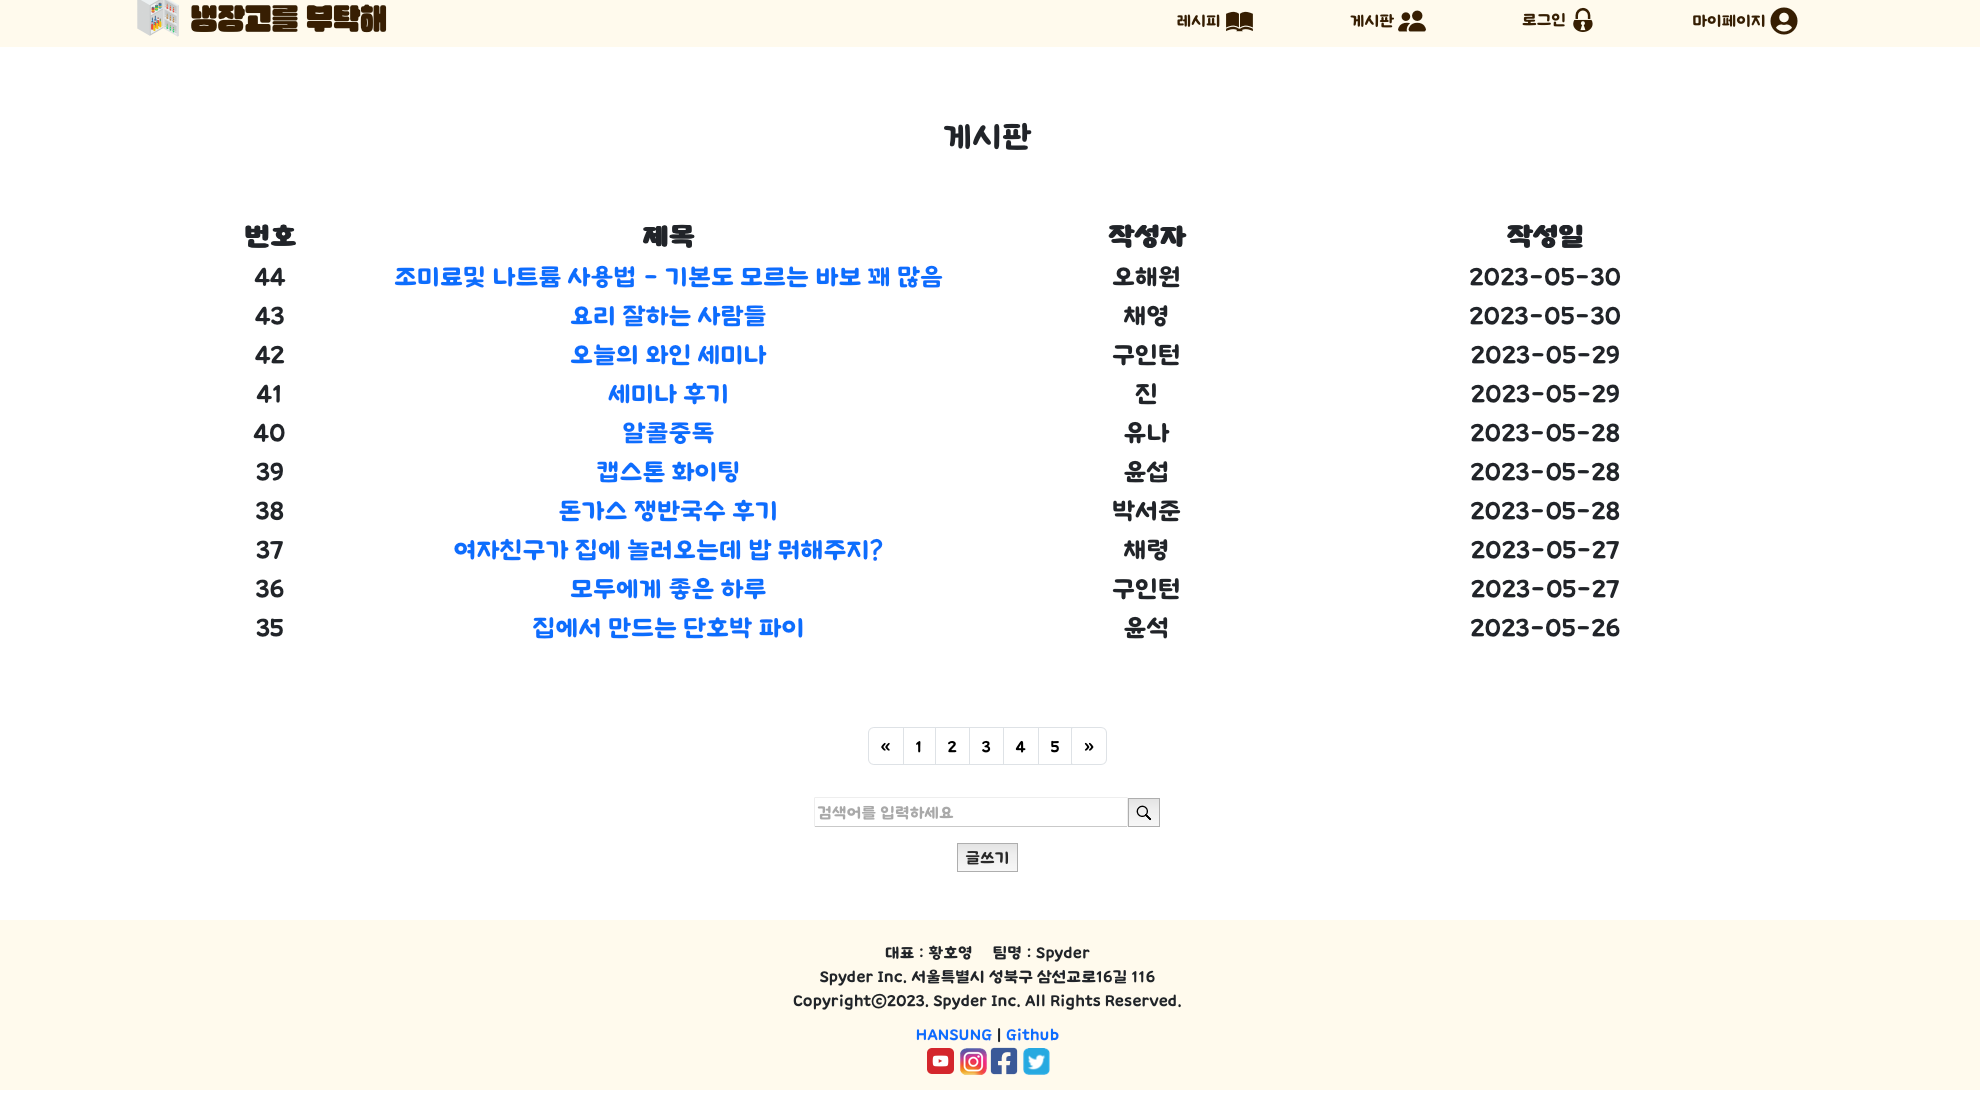 냉장고를 부탁해 레시피 게시판 로그인 마이페이지
게시판
번호 제목 작성자 작성일
44 조미료및 나트륨 사용법 - 기본도 모르는 바보 꽤 많음 오해원 2023-05-30
43 요리 잘하는 사람들 채영 2023-05-30
42 오늘의 와인 세미나 구인턴 2023-05-29
41 세미나 후기 진 2023-05-29
40 알콜중독 유나 2023-05-28
39 캡스톤 화이팅 윤섭 2023-05-28
38 돈가스 쟁반국수 후기 박서준 2023-05-28
37 여자친구가 집에 놀러오는데 밥 뭐해주지? 채령 2023-05-27
36 모두에게 좋은 하루 구인턴 2023-05-27
35 집에서 만드는 단호박 파이 윤석 2023-05-26
« 1 2 3 4 5 »
검색어를 입력하세요
글쓰기
대표 : 황호영 팀명 : Spyder
Spyder Inc. 서울특별시 성북구 삼선교로16길 116
Copyrightⓒ2023. Spyder Inc. All Rights Reserved.
HANSUNG | Github